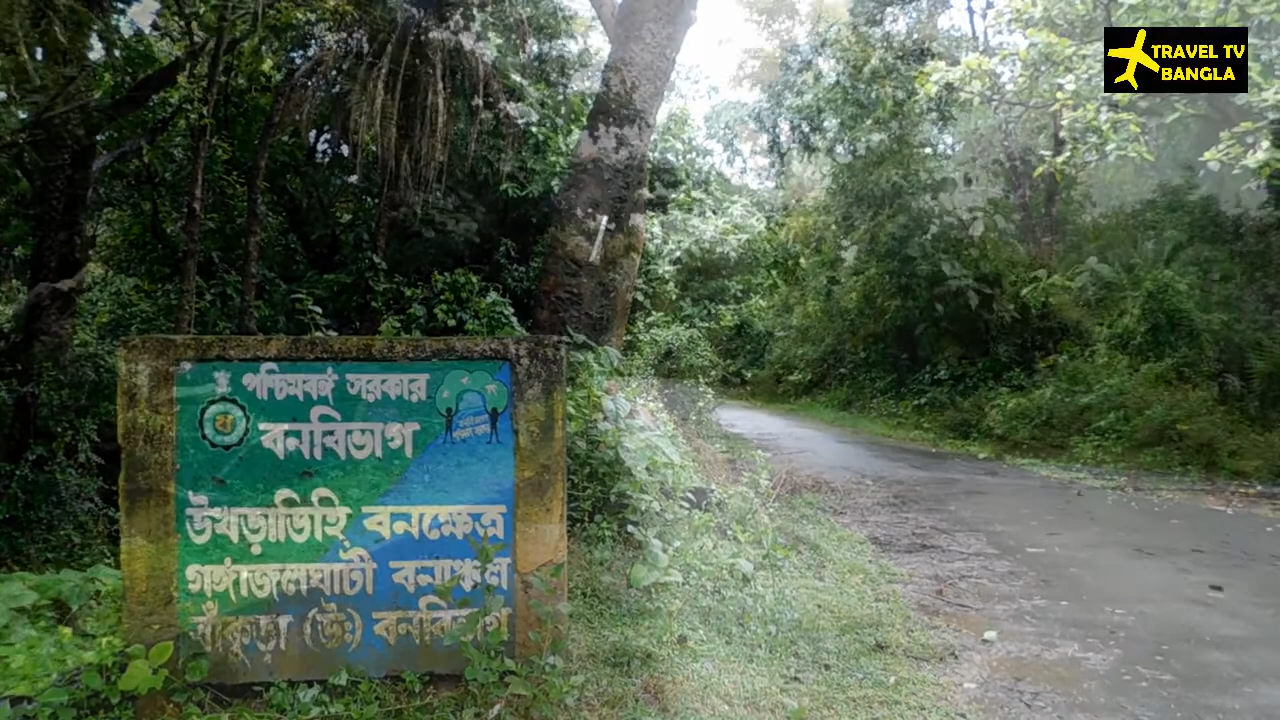 TRAVEL TV
BANGLA
পশ্চিমবঙ্গ সরকার
বনবিভাগ
উখড়াডিহি বনক্ষেত্র
গঙ্গাজলঘাটী বনাঞ্চল
বাঁকুড়া (উঃ) বনবিভাগ